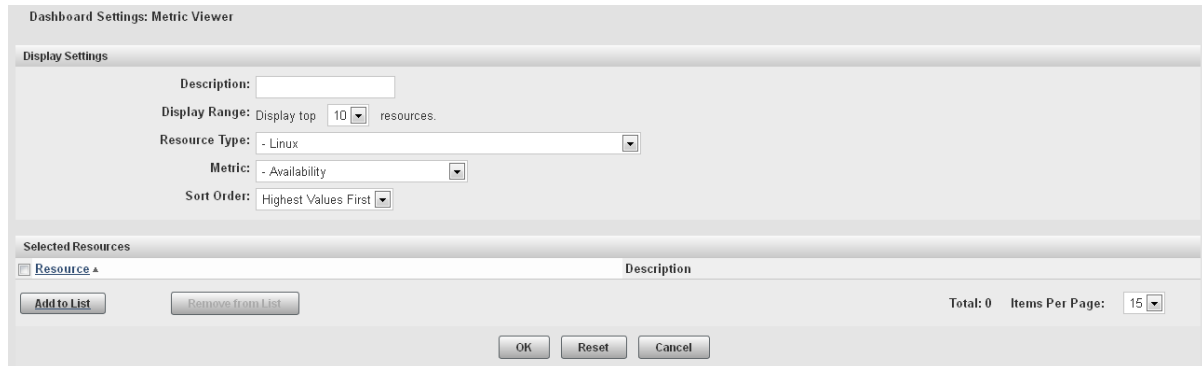 Dashboard Settings: Metric Viewer
Display Settings
Description:
Display Range: Display top 10 resources.
Resource Type: - Linux
Metric: - Availability
Sort Order: Highest Values First
Selected Resources
Resource Description
Add to List Remove from List Total: 0 Items Per Page: 15
OK Reset Cancel